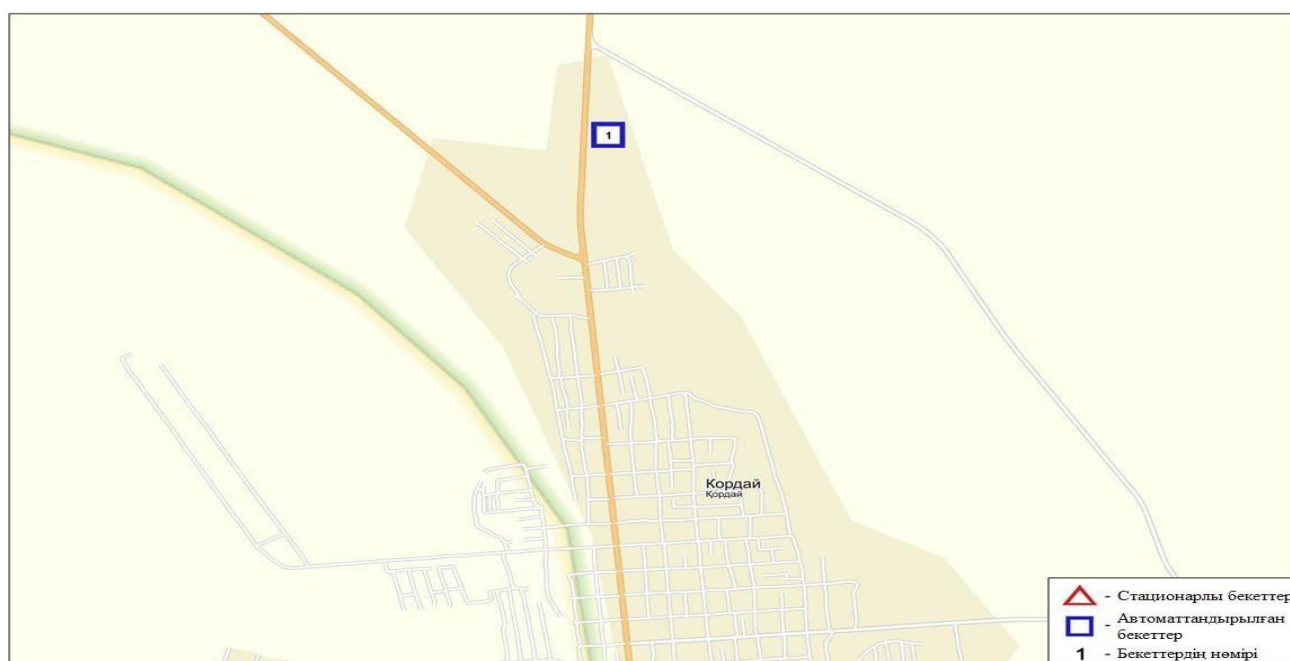 1
Кордай
Қордай
- Стационарлы бекеттер
- Автоматтандырылған
бекеттер
1 - Бекеттердің нөмірі